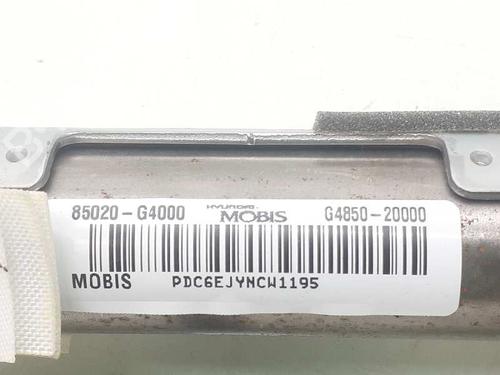 85020-G4000 HYUNDAI MOBIS G4850-20000
MOBIS PDC6EJYNCW1195